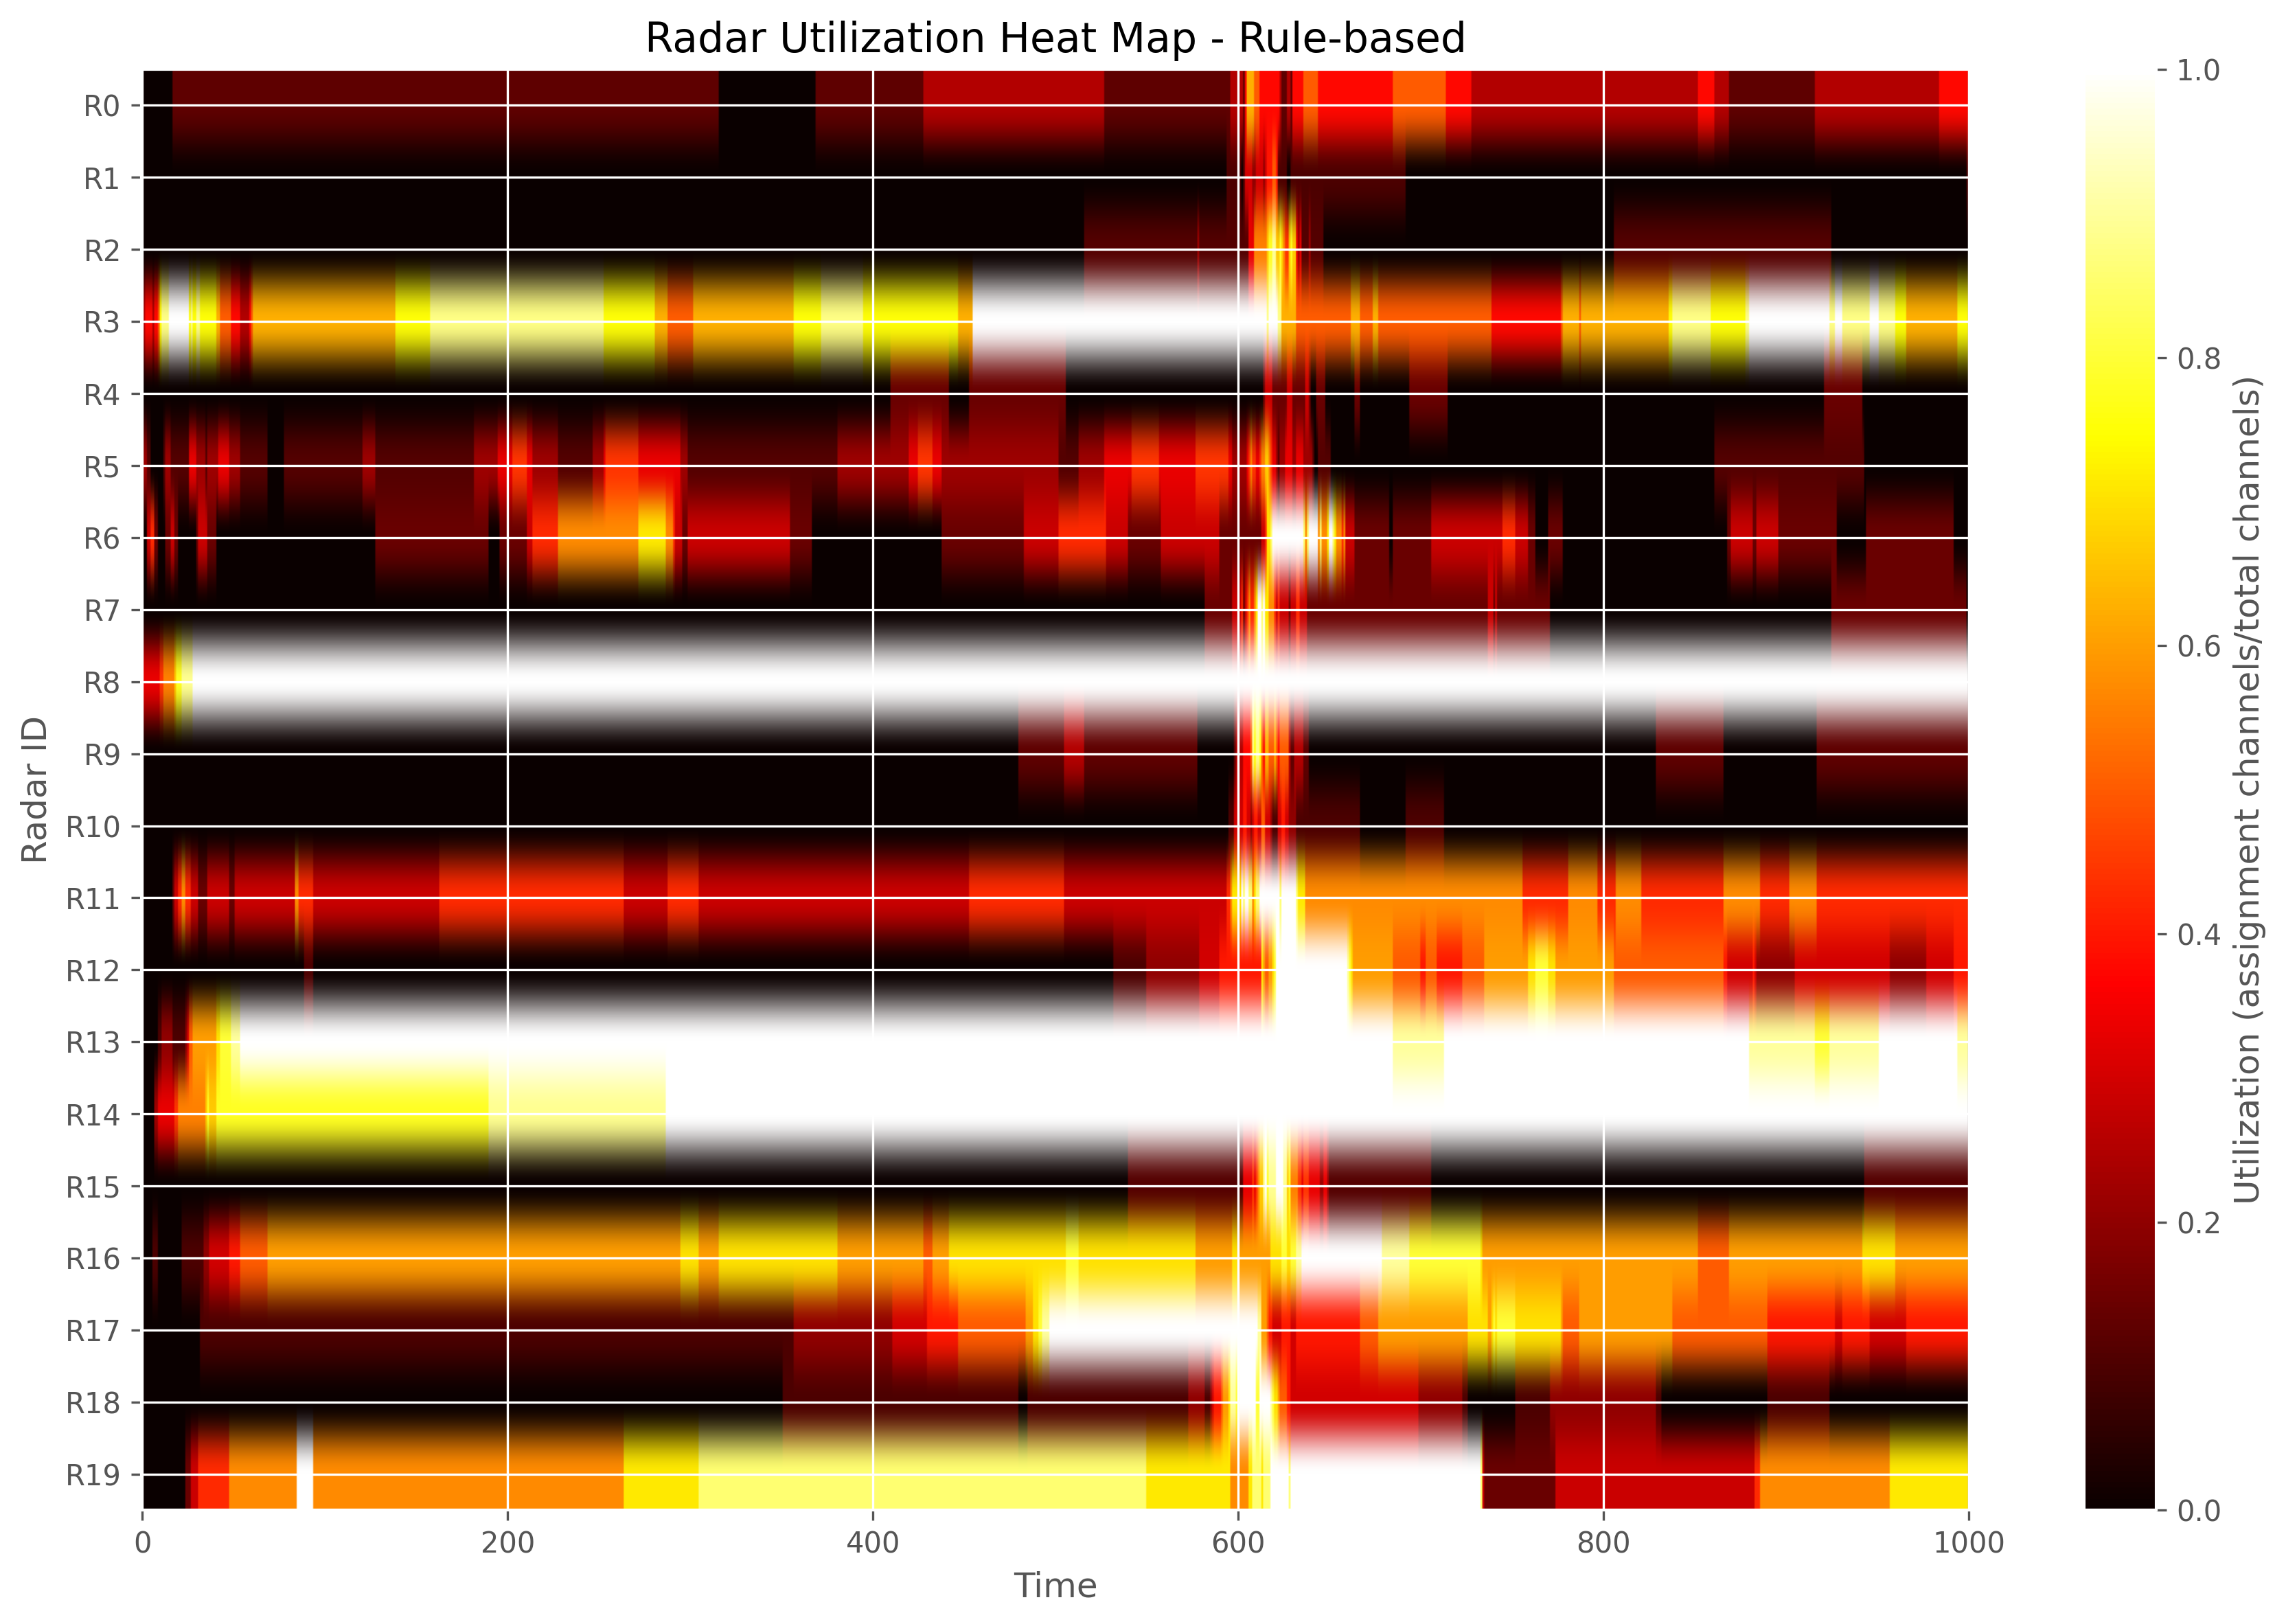 Radar Utilization Heat Map - Rule-based
Radar ID
R0
R1
R2
R3
R4
R5
R6
R7
R8
R9
R10
R11
R12
R13
R14
R15
R16
R17
R18
R19
0
200
400
600
800
1000
Time
1.0
0.8
0.6
0.4
0.2
0.0
Utilization (assignment channels/total channels)